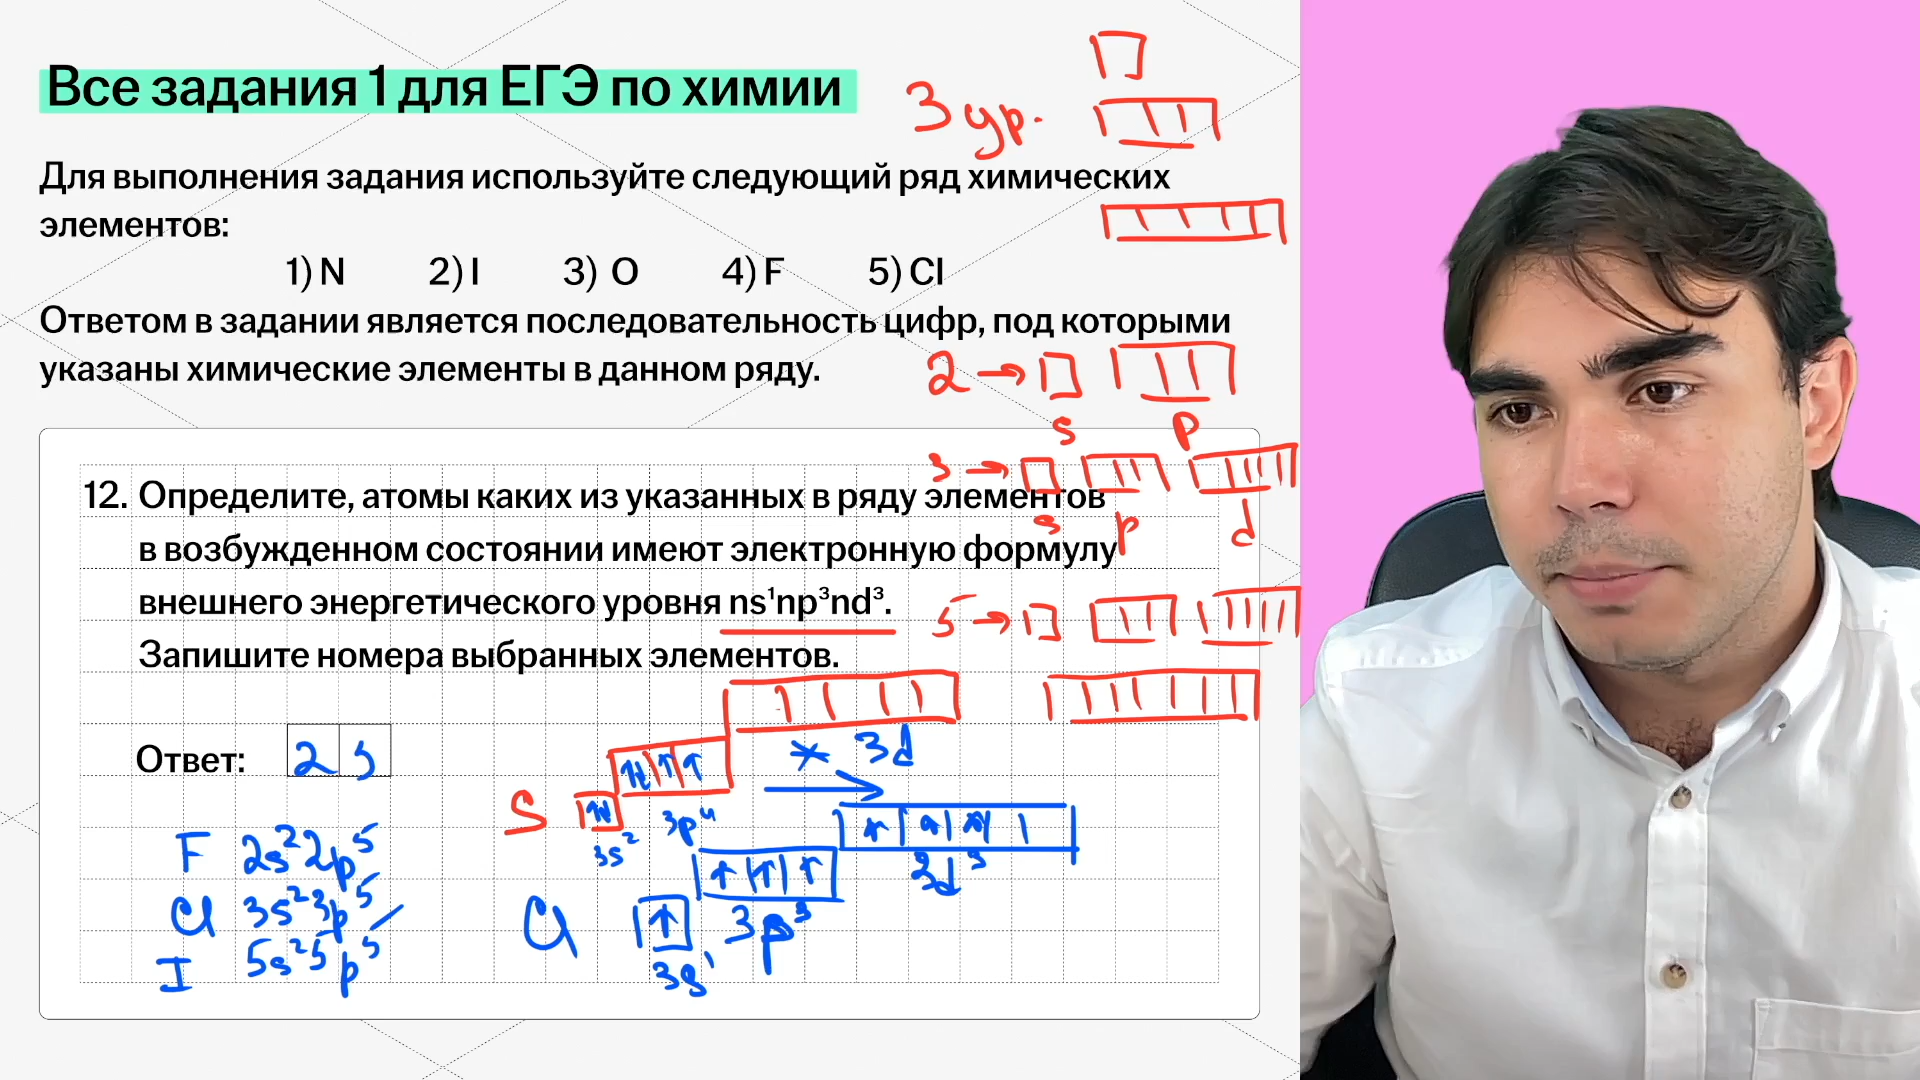 Все задания 1 для ЕГЭ по химии
3 ур.
Для выполнения задания используйте следующий ряд химических
элементов:
1) N 2) I 3) O 4) F 5) Cl
Ответом в задании является последовательность цифр, под которыми
указаны химические элементы в данном ряду.
2 →
s p
3 →
s p d
12. Определите, атомы каких из указанных в ряду элементов
в возбужденном состоянии имеют электронную формулу
внешнего энергетического уровня ns¹np³nd³.
5 →
Запишите номера выбранных элементов.
Ответ: 2 5
* 3d
S
3s² 3p⁴
F 2s²2p⁵
Cl 3s²3p⁵
I 5s²5p⁵
Cl 3s¹ 3p³ 3d³